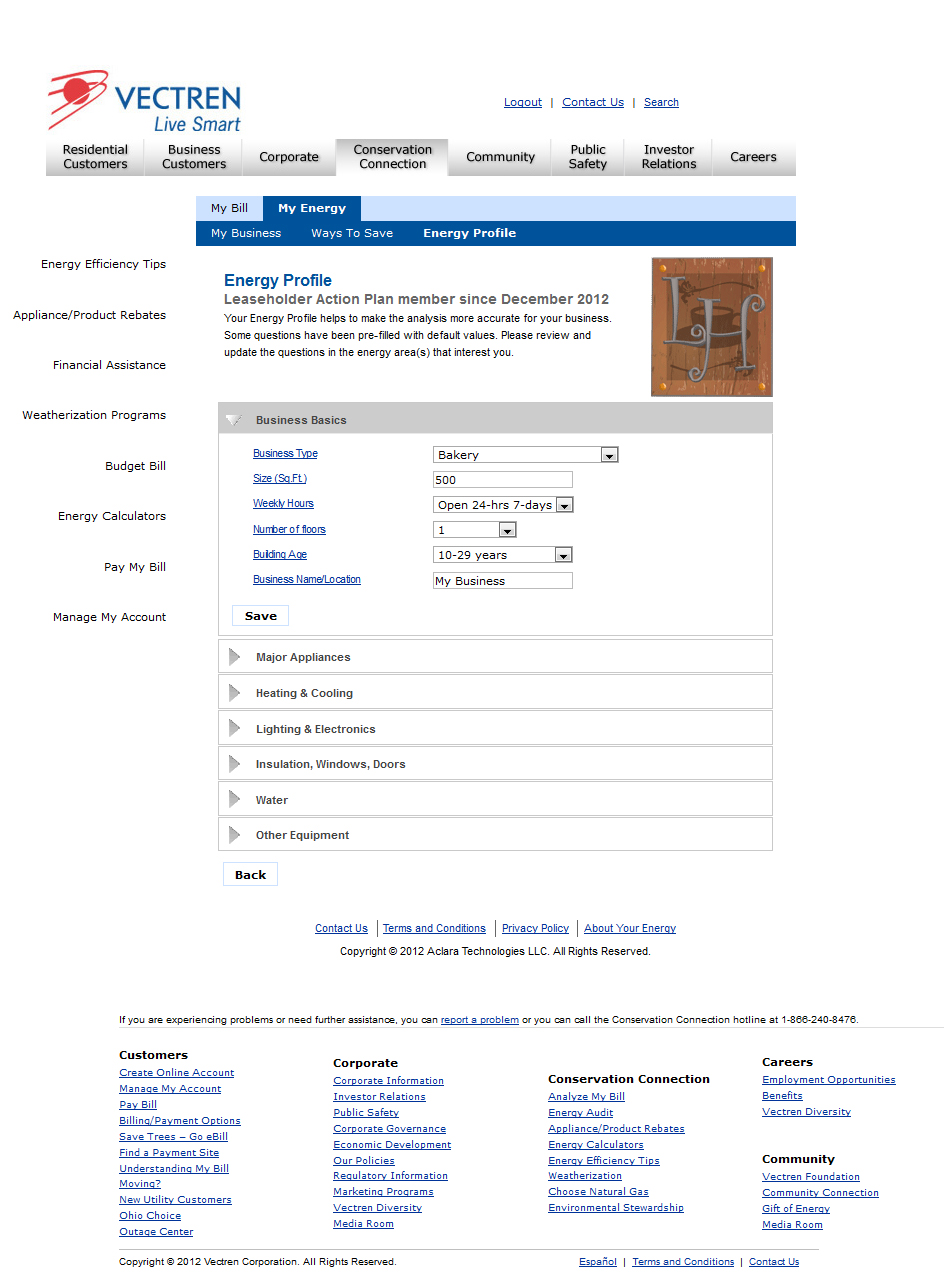 VECTREN
Live Smart
Logout | Contact Us | Search
Residential Customers
Business Customers
Corporate
Conservation Connection
Community
Public Safety
Investor Relations
Careers
My Bill
My Energy
My Business
Ways To Save
Energy Profile
Energy Efficiency Tips
Appliance/Product Rebates
Financial Assistance
Weatherization Programs
Budget Bill
Energy Calculators
Pay My Bill
Manage My Account
Energy Profile
Leaseholder Action Plan member since December 2012
Your Energy Profile helps to make the analysis more accurate for your business.
Some questions have been pre-filled with default values. Please review and
update the questions in the energy area(s) that interest you.
LH
Business Basics
Business Type Bakery
Size (Sq.Ft.) 500
Weekly Hours Open 24-hrs 7-days
Number of floors 1
Building Age 10-29 years
Business Name/Location My Business
Save
Major Appliances
Heating & Cooling
Lighting & Electronics
Insulation, Windows, Doors
Water
Other Equipment
Back
Contact Us | Terms and Conditions | Privacy Policy | About Your Energy
Copyright © 2012 Aclara Technologies LLC. All Rights Reserved.
If you are experiencing problems or need further assistance, you can report a problem or you can call the Conservation Connection hotline at 1-866-240-8476.
Customers
Create Online Account
Manage My Account
Pay Bill
Billing/Payment Options
Save Trees – Go eBill
Find a Payment Site
Understanding My Bill
Moving?
New Utility Customers
Ohio Choice
Outage Center
Corporate
Corporate Information
Investor Relations
Public Safety
Corporate Governance
Economic Development
Our Policies
Regulatory Information
Marketing Programs
Vectren Diversity
Media Room
Conservation Connection
Analyze My Bill
Energy Audit
Appliance/Product Rebates
Energy Calculators
Energy Efficiency Tips
Weatherization
Choose Natural Gas
Environmental Stewardship
Careers
Employment Opportunities
Benefits
Vectren Diversity
Community
Vectren Foundation
Community Connection
Gift of Energy
Media Room
Copyright © 2012 Vectren Corporation. All Rights Reserved.
Español | Terms and Conditions | Contact Us